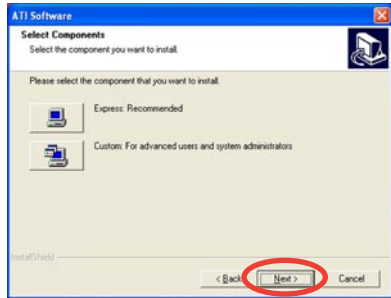 ATI Software
Select Components
Select the component you want to install.
Please select the component that you want to install.
Express: Recommended
Custom: For advanced users and system administrators
InstallShield
< Back
Next >
Cancel